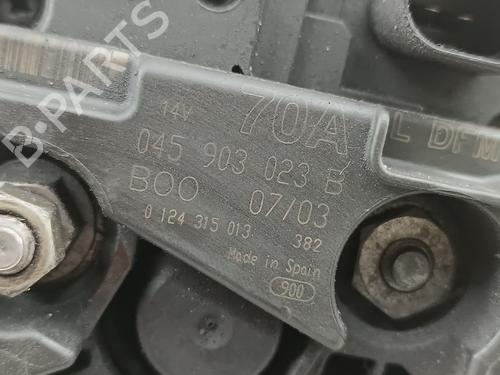 B-PARTS
14V 70A L DFM
045 903 023 B
BOO 07/03
0 124 315 013 382
Made in Spain
900